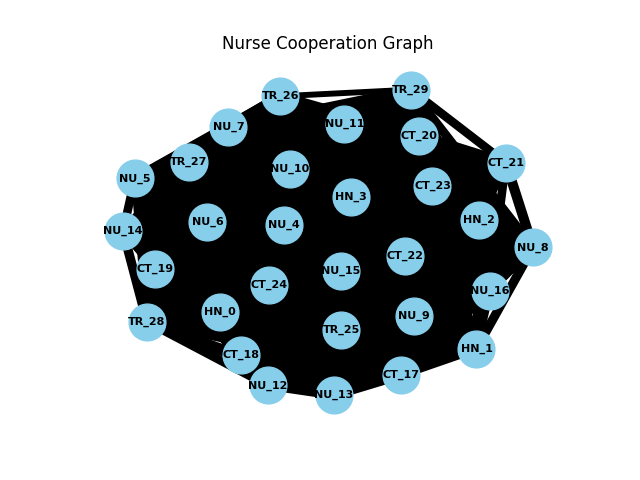 Nurse Cooperation Graph
TR_29
TR_26
NU_11
NU_7
CT_20
TR_27
CT_21
NU_10
NU_5
CT_23
HN_3
HN_2
NU_6
NU_4
NU_14
NU_8
CT_22
CT_19
NU_15
CT_24
NU_16
HN_0
NU_9
TR_28
TR_25
HN_1
CT_18
CT_17
NU_12
NU_13